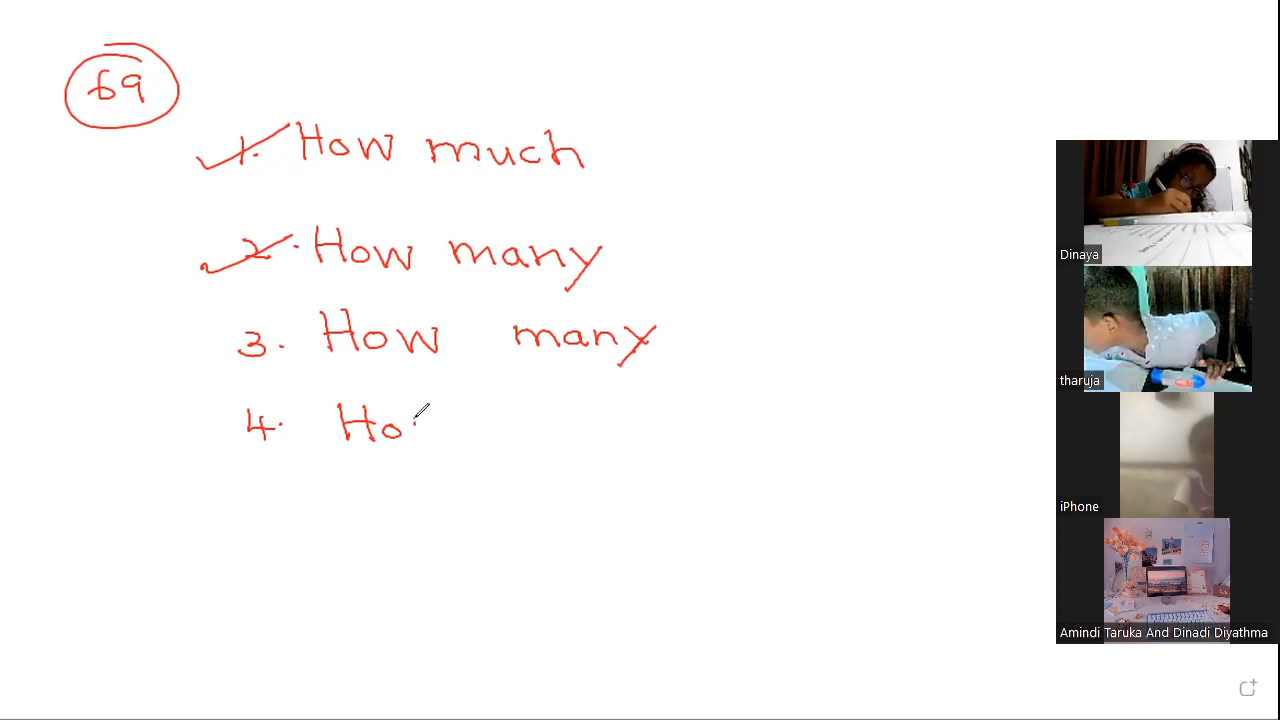 69
1. How much
2. How many
3. How many
4. Ho
Dinaya
tharuja
iPhone
Amindi Taruka And Dinadi Diyathma